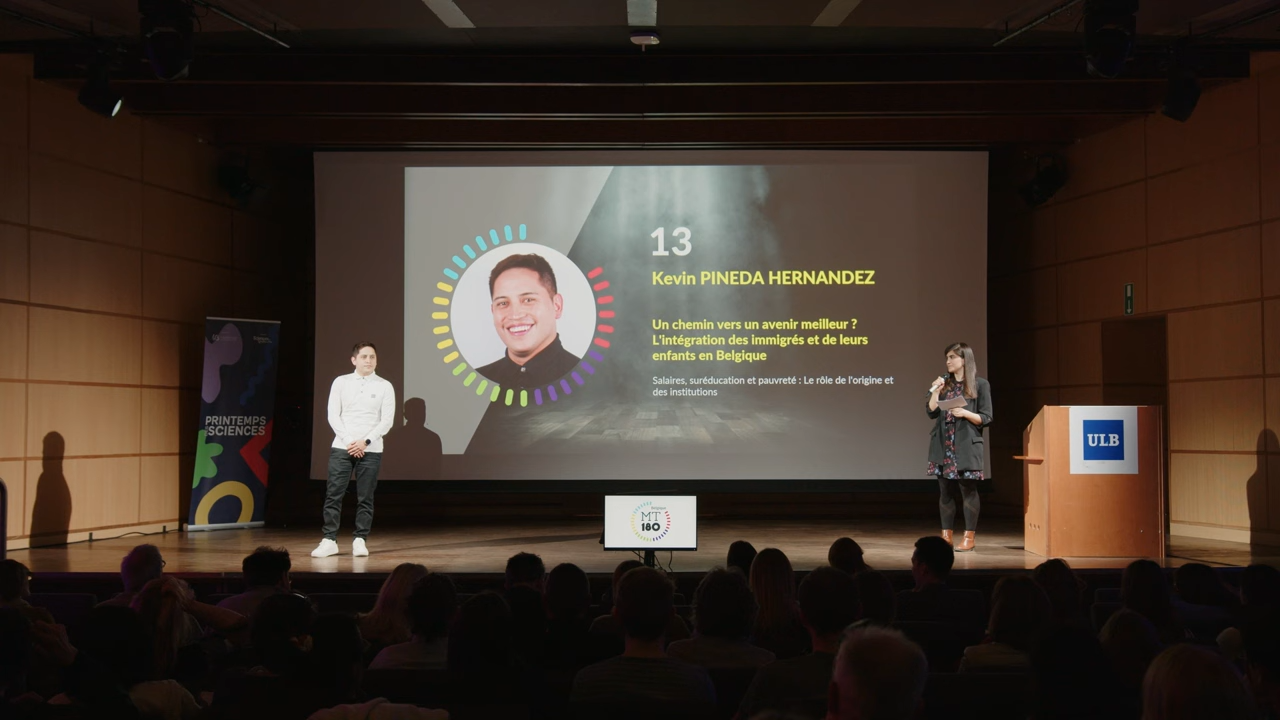 13
Kevin PINEDA HERNANDEZ
Un chemin vers un avenir meilleur ?
L'intégration des immigrés et de leurs
enfants en Belgique
Salaires, suréducation et pauvreté : Le rôle de l'origine et
des institutions
PRINTEMPS
SCIENCES
ULB
MT
180